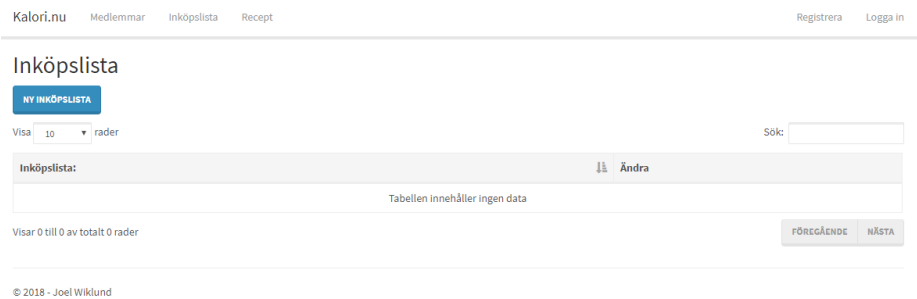 Kalori.nu Medlemmar Inköpslista Recept Registrera Logga in
Inköpslista
NY INKÖPSLISTA
Visa 10 rader Sök:
Inköpslista: Ändra
Tabellen innehåller ingen data
Visar 0 till 0 av totalt 0 rader FÖREGÅENDE NÄSTA
© 2018 - Joel Wiklund